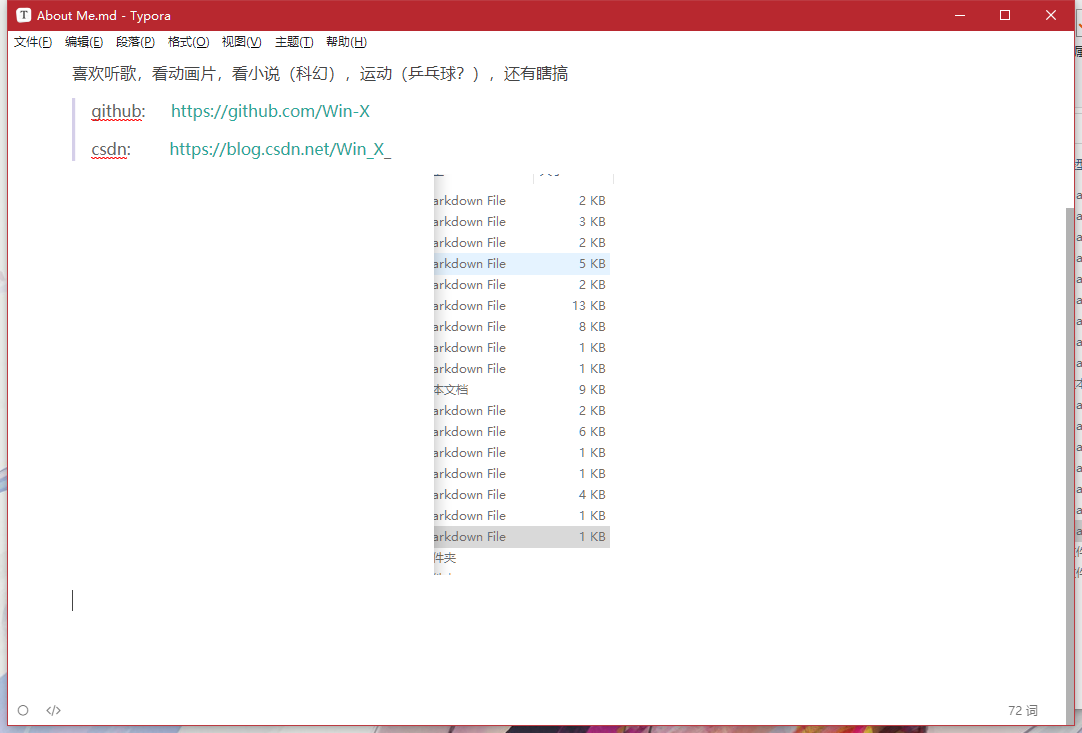 About Me.md - Typora
文件(F) 编辑(E) 段落(P) 格式(O) 视图(V) 主题(T) 帮助(H)
喜欢听歌，看动画片，看小说（科幻），运动（乒乓球？），还有瞎搞
github: https://github.com/Win-X
csdn: https://blog.csdn.net/Win_X_
arkdown File 2 KB
arkdown File 3 KB
arkdown File 2 KB
arkdown File 5 KB
arkdown File 2 KB
arkdown File 13 KB
arkdown File 8 KB
arkdown File 1 KB
arkdown File 1 KB
本文档 9 KB
arkdown File 2 KB
arkdown File 6 KB
arkdown File 1 KB
arkdown File 1 KB
arkdown File 4 KB
arkdown File 1 KB
arkdown File 1 KB
件夹
</> 72 词